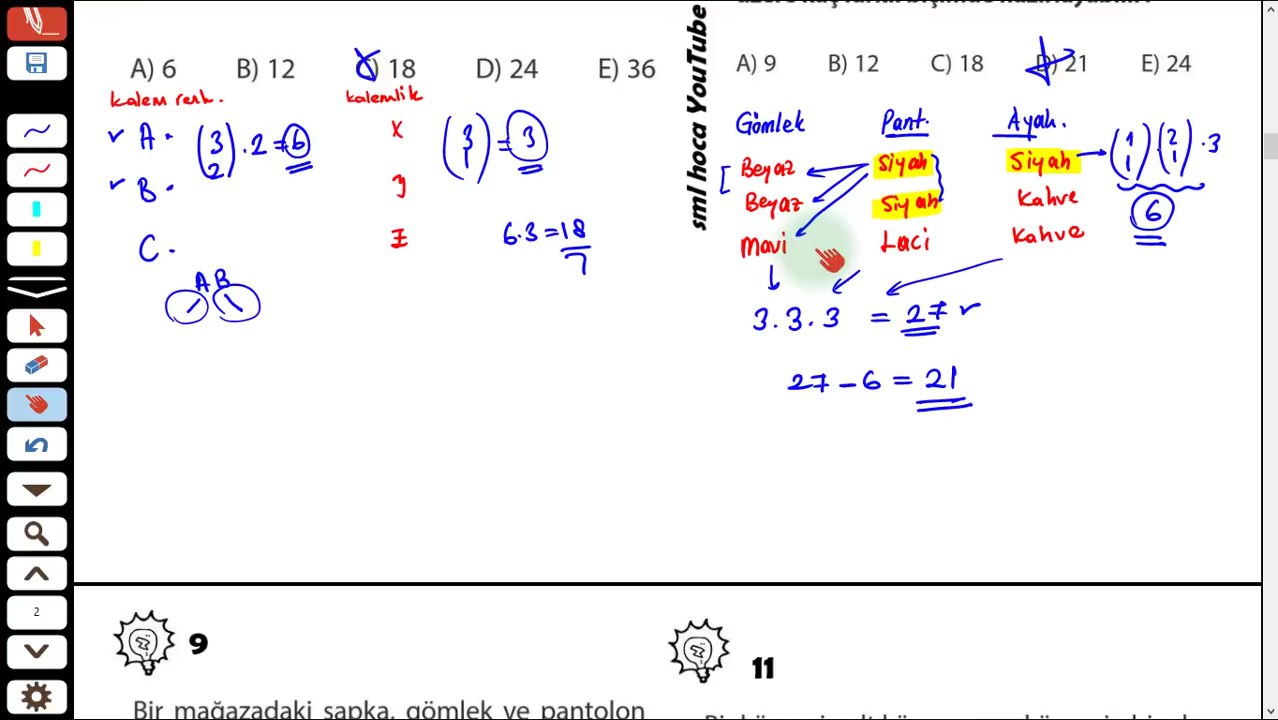 A) 6 B) 12 C) 18 D) 24 E) 36
kalem renk. kalemlik
A (3 2) . 2 = 6 X (3 1) = 3
B y
C z 6.3 = 18
A B
sml hoca YouTube
A) 9 B) 12 C) 18 D) 21 E) 24
Gömlek Pant. Ayak.
Beyaz Siyah Siyah (1 1) (2 1) . 3
Beyaz Siyah Kahve 6
Mavi Laci Kahve
3.3.3 = 27
27 - 6 = 21
2
9
Bir mağazadaki şapka, gömlek ve pantolon
11